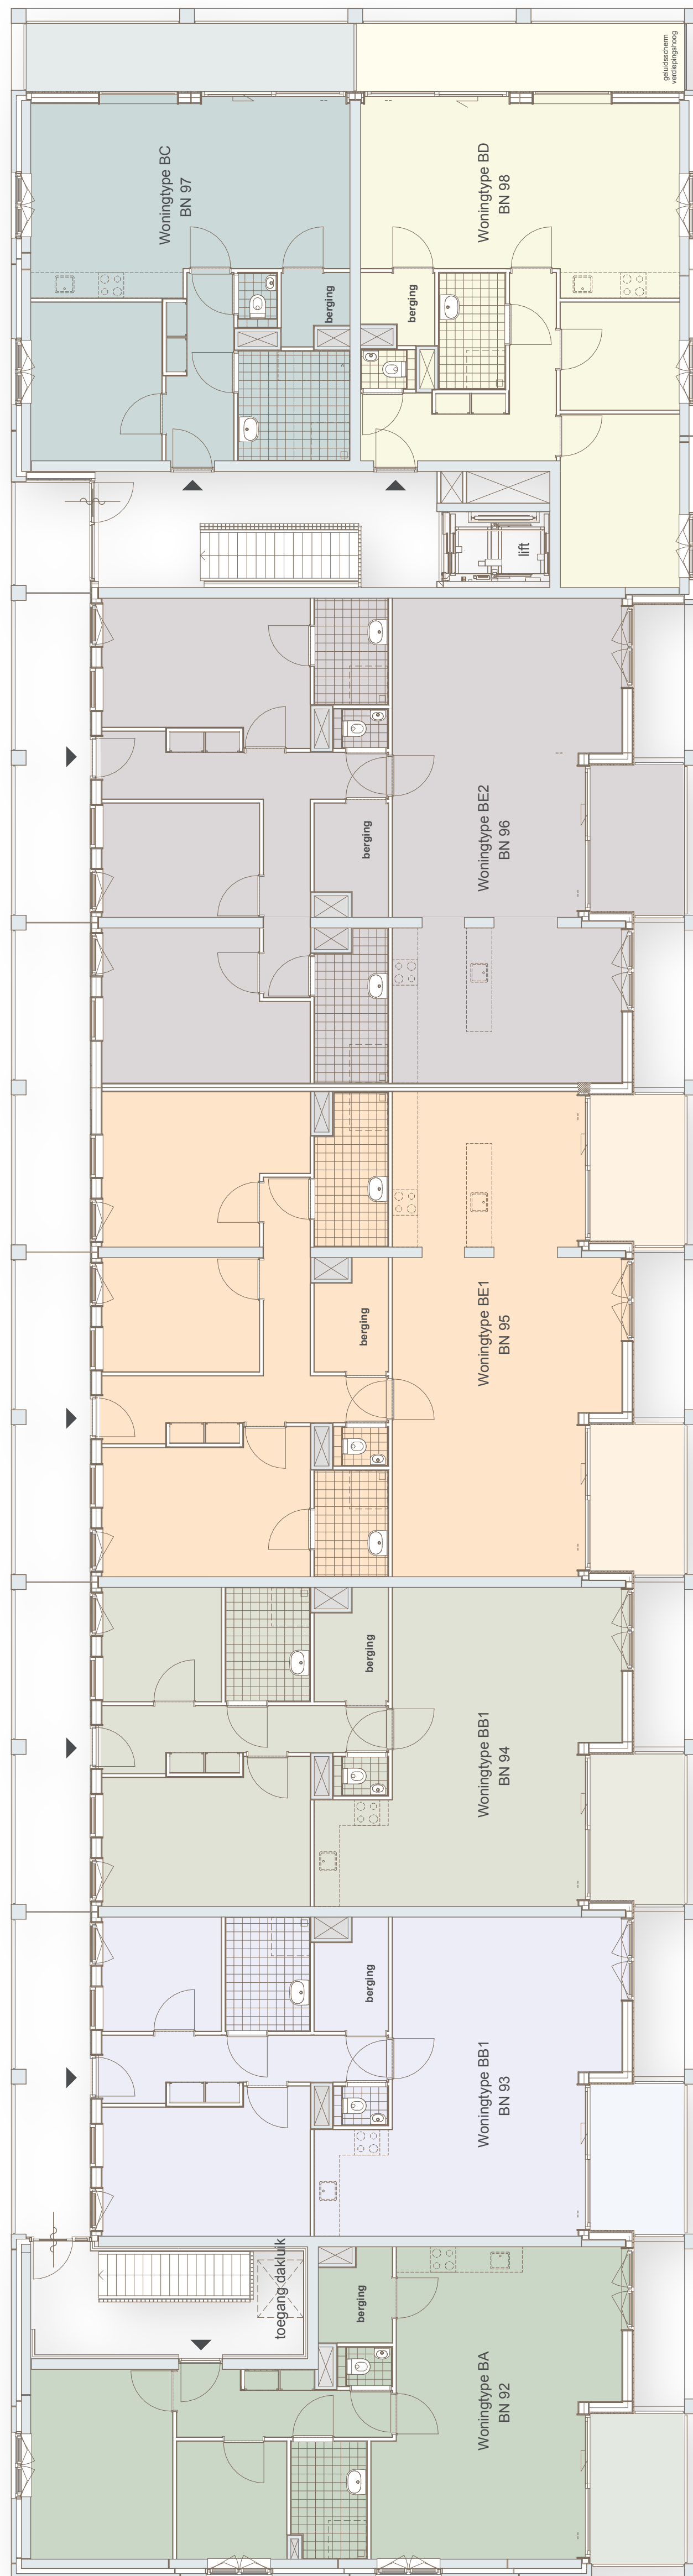 geluidsscherm
verdiepingshoog
Woningtype BC
BN 97
Woningtype BD
BN 98
berging
berging
lift
Woningtype BE2
BN 96
berging
Woningtype BE1
BN 95
berging
Woningtype BB1
BN 94
berging
Woningtype BB1
BN 93
berging
toegang dakluik
berging
Woningtype BA
BN 92